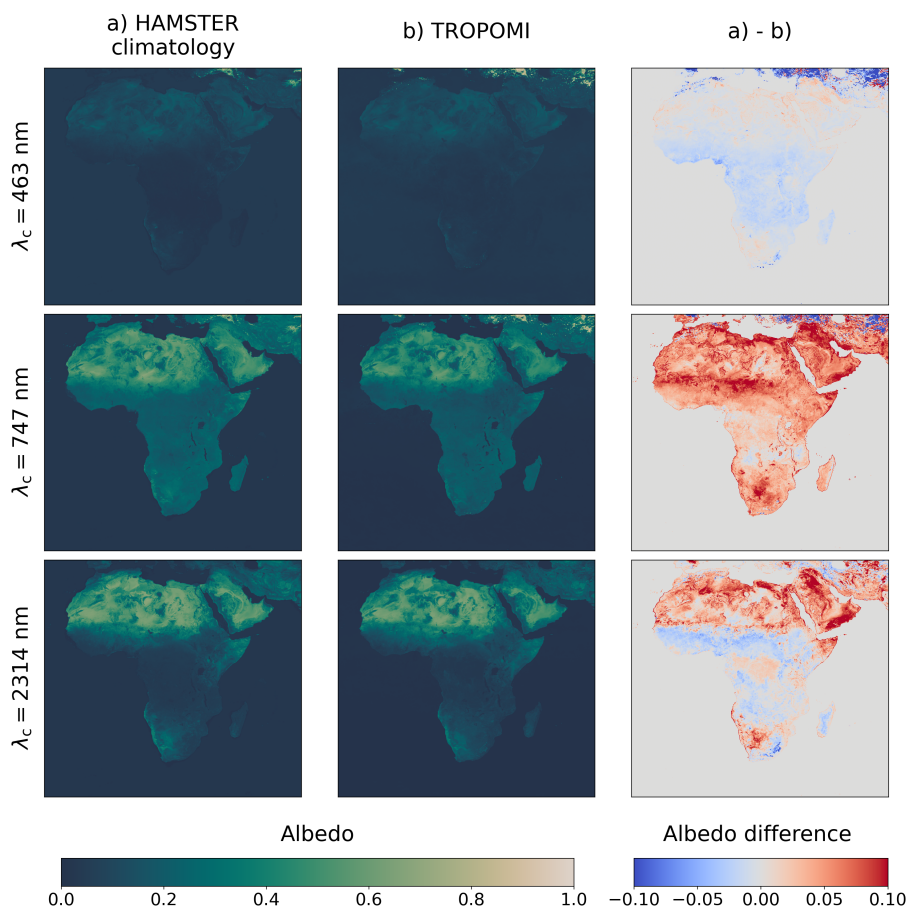 a) HAMSTER
climatology
b) TROPOMI
a) - b)
λc = 463 nm
λc = 747 nm
λc = 2314 nm
Albedo
0.0 0.2 0.4 0.6 0.8 1.0
Albedo difference
−0.10 −0.05 0.00 0.05 0.10